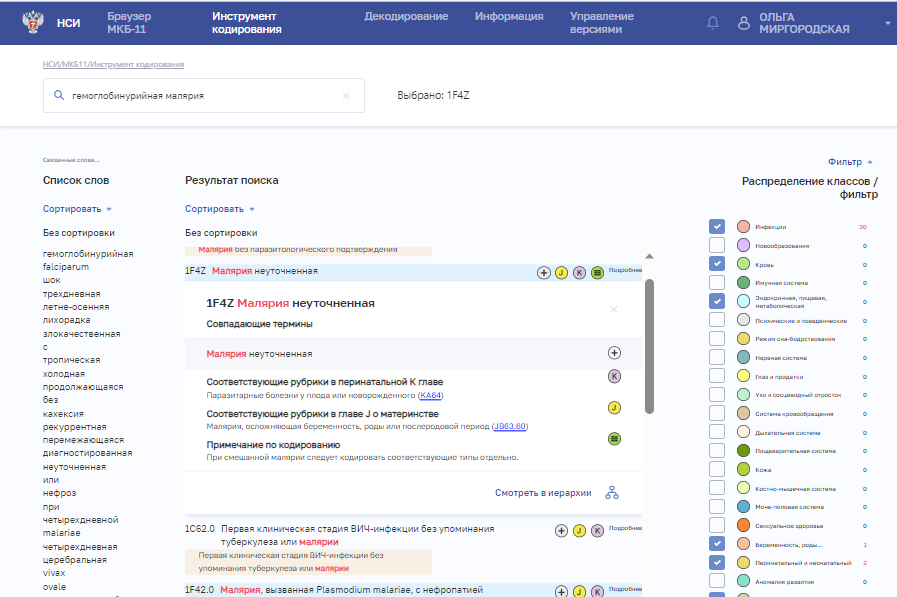 НСИ
Браузер
МКБ-11
Инструмент
кодирования
Декодирование
Информация
Управление
версиями
ОЛЬГА
МИРГОРОДСКАЯ
НСИ/МКБ11/Инструмент кодирования
гемоглобинурийная малярия
Выбрано: 1F4Z
Связанные слова...
Список слов
Сортировать
Без сортировки
гемоглобинурийная
falciparum
шок
трехдневная
летне-осенняя
лихорадка
злокачественная
с
тропическая
холодная
продолжающаяся
без
кахексия
рекуррентная
перемежающаяся
диагностированная
неуточненная
или
нефроз
при
четырехдневной
malariae
четырехдневная
церебральная
vivax
ovale
Результат поиска
Сортировать
Без сортировки
Малярия без паразитологического подтверждения
1F4Z Малярия неуточненная
J
K
Подробнее
1F4Z Малярия неуточненная
Совпадающие термины
Малярия неуточненная
Соответствующие рубрики в перинатальной К главе
K
Паразитарные болезни у плода или новорожденного (KA64)
Соответствующие рубрики в главе J о материнстве
J
Малярия, осложняющая беременность, роды или послеродовой период (JB63.60)
Примечание по кодированию
При смешанной малярии следует кодировать соответствующие типы отдельно.
Смотреть в иерархии
1C62.0 Первая клиническая стадия ВИЧ-инфекции без упоминания
туберкулеза или малярии
J
K
Подробнее
Первая клиническая стадия ВИЧ-инфекции без
упоминания туберкулеза или малярии
1F42.0 Малярия, вызванная Plasmodium malariae, с нефропатией
J
K
Подробнее
Фильтр
Распределение классов /
фильтр
Инфекции 30
Новообразования 0
Кровь 0
Имунная система 0
Эндокринная, пищевая,
метаболическая 0
Психические и поведенческие 0
Режим сна-бодрствования 0
Нервная система 0
Глаз и придатки 0
Ухо и сосцевидный отросток 0
Система кровообращения 0
Дыхательная система 0
Пищеварительная система 0
Кожа 0
Костно-мышечная система 0
Моче-половая система 0
Сексуальное здоровье 0
Беременность, роды... 1
Перинатальный и неонатальный 2
Аномалия развития 0